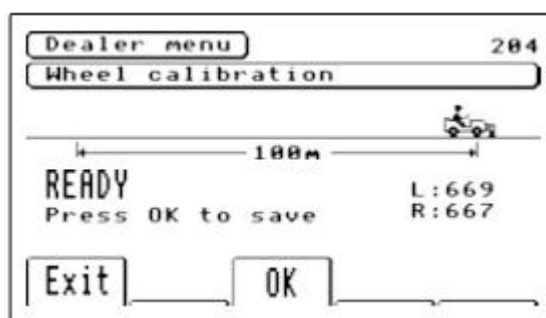 Dealer menu 204
Wheel calibration
100m
READY
L:669
Press OK to save
R:667
Exit OK